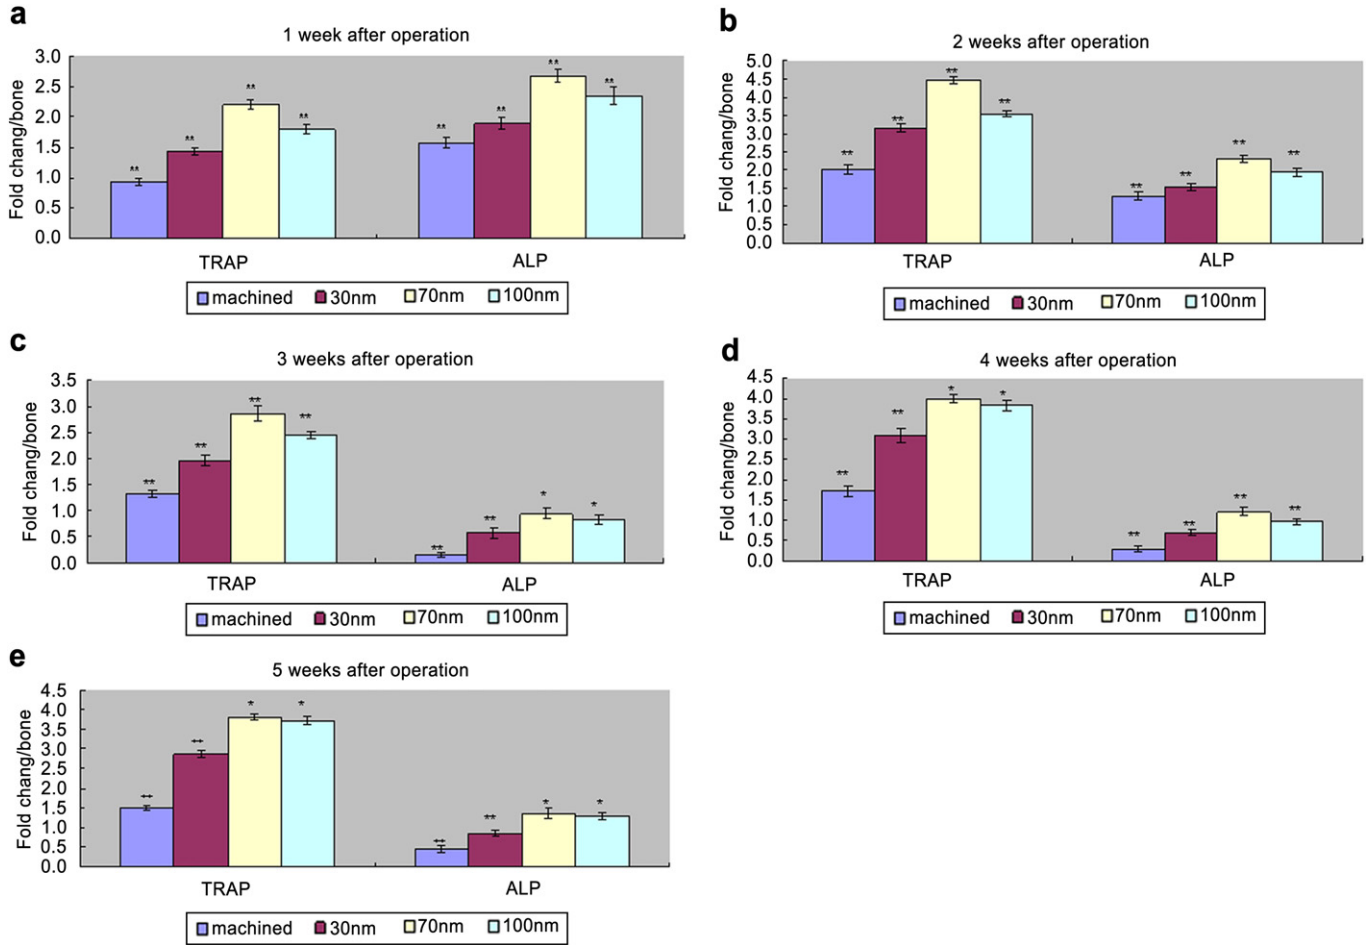 a
1 week after operation
Fold chang/bone
3.0
2.5
2.0
1.5
1.0
0.5
0.0
** ** ** ** ** ** ** **
TRAP ALP
machined 30nm 70nm 100nm
b
2 weeks after operation
Fold chang/bone
5.0
4.5
4.0
3.5
3.0
2.5
2.0
1.5
1.0
0.5
0.0
** ** ** ** ** ** ** **
TRAP ALP
machined 30nm 70nm 100nm
c
3 weeks after operation
Fold chang/bone
3.5
3.0
2.5
2.0
1.5
1.0
0.5
0.0
** ** ** ** ** ** * *
TRAP ALP
machined 30nm 70nm 100nm
d
4 weeks after operation
Fold chang/bone
4.5
4.0
3.5
3.0
2.5
2.0
1.5
1.0
0.5
0.0
** ** * * ** ** ** **
TRAP ALP
machined 30nm 70nm 100nm
e
5 weeks after operation
Fold chang/bone
4.5
4.0
3.5
3.0
2.5
2.0
1.5
1.0
0.5
0.0
** ** * * ** ** * *
TRAP ALP
machined 30nm 70nm 100nm